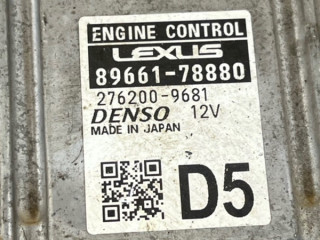 ENGINE CONTROL
LEXUS
89661-78880
276200-9681
DENSO 12V
MADE IN JAPAN
D5